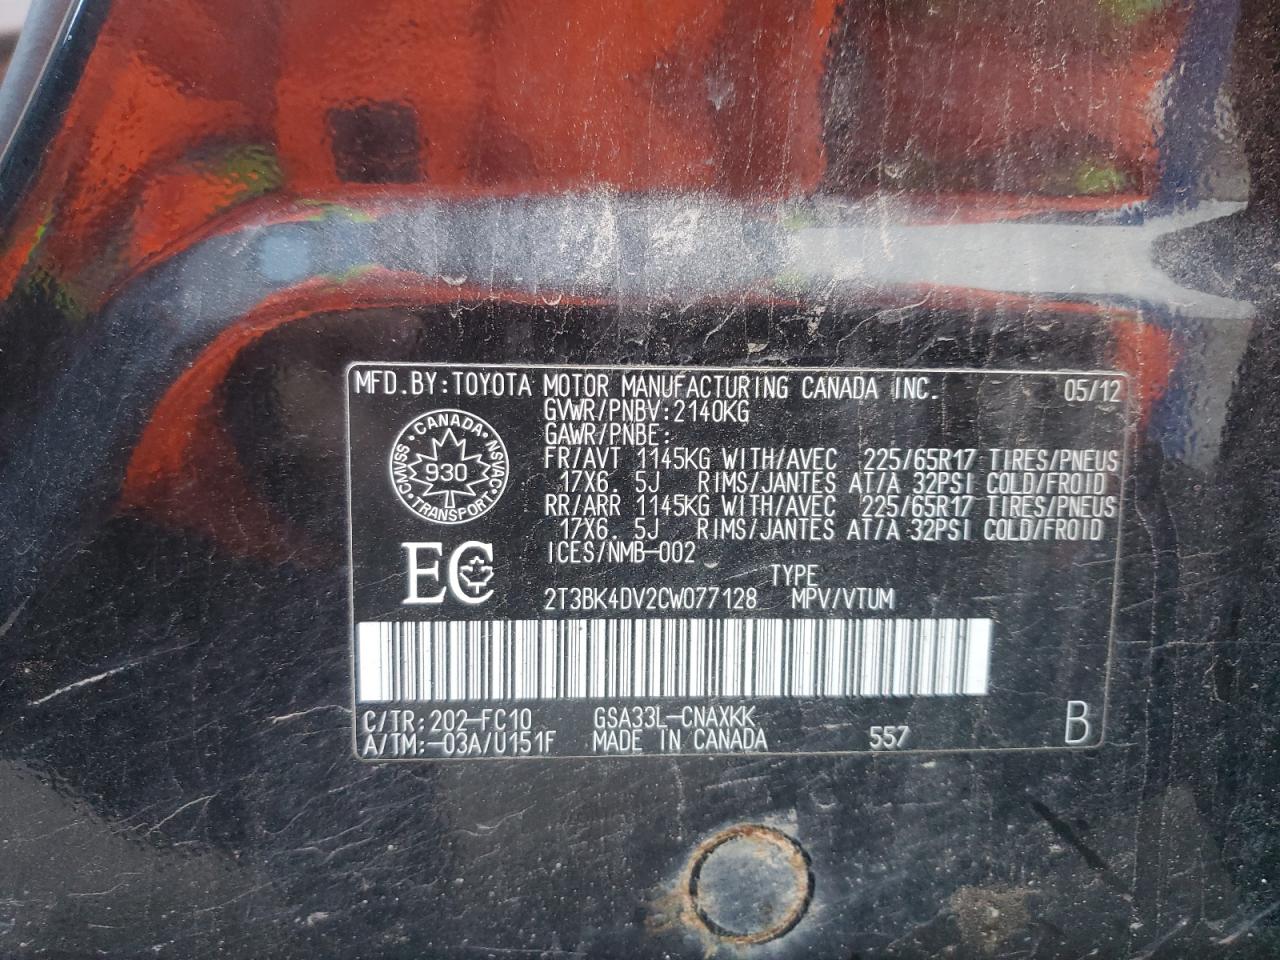 MFD.BY:TOYOTA MOTOR MANUFACTURING CANADA INC. 05/12
GVWR/PNBV:2140KG
GAWR/PNBE:
FR/AVT 1145KG WITH/AVEC 225/65R17 TIRES/PNEUS
17X6.5J RIMS/JANTES AT/A 32PSI COLD/FROID
RR/ARR 1145KG WITH/AVEC 225/65R17 TIRES/PNEUS
17X6.5J RIMS/JANTES AT/A 32PSI COLD/FROID
ICES/NMB-002
CANADA • NSVAC • TRANSPORT • CNVSS
930
EC
TYPE
2T3BK4DV2CW077128 MPV/VTUM
C/TR:202-FC10 GSA33L-CNAXKK
A/TM:-03A/U151F MADE IN CANADA 557 B